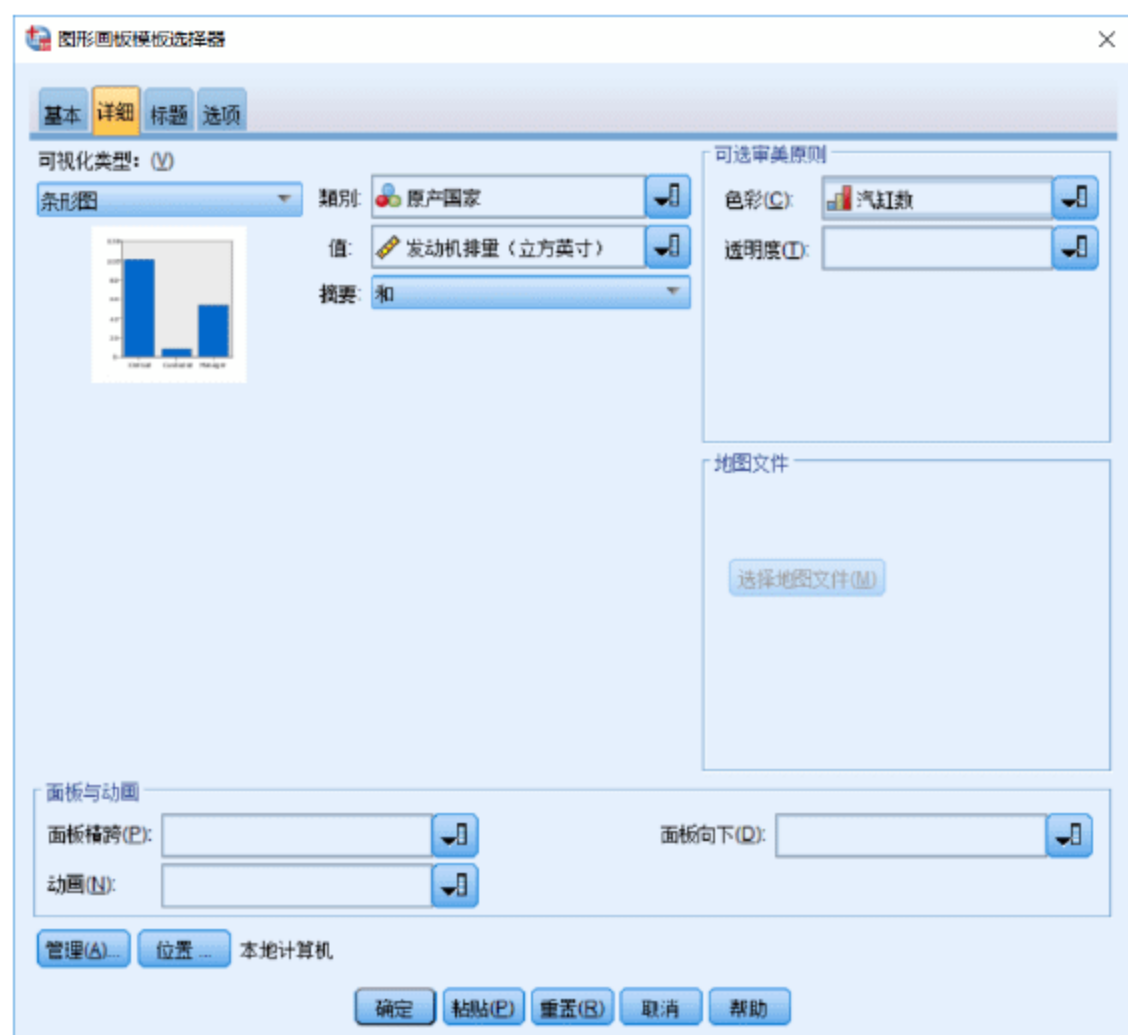 图形画板模板选择器
基本 详细 标题 选项
可视化类型：(V)
条形图
类别: 原产国家
值: 发动机排量（立方英寸）
摘要: 和
可选审美原则
色彩(C): 汽缸数
透明度(T):
地图文件
选择地图文件(M)
面板与动画
面板横跨(P):
面板向下(D):
动画(N):
管理(A)... 位置 ... 本地计算机
确定 粘贴(P) 重置(R) 取消 帮助